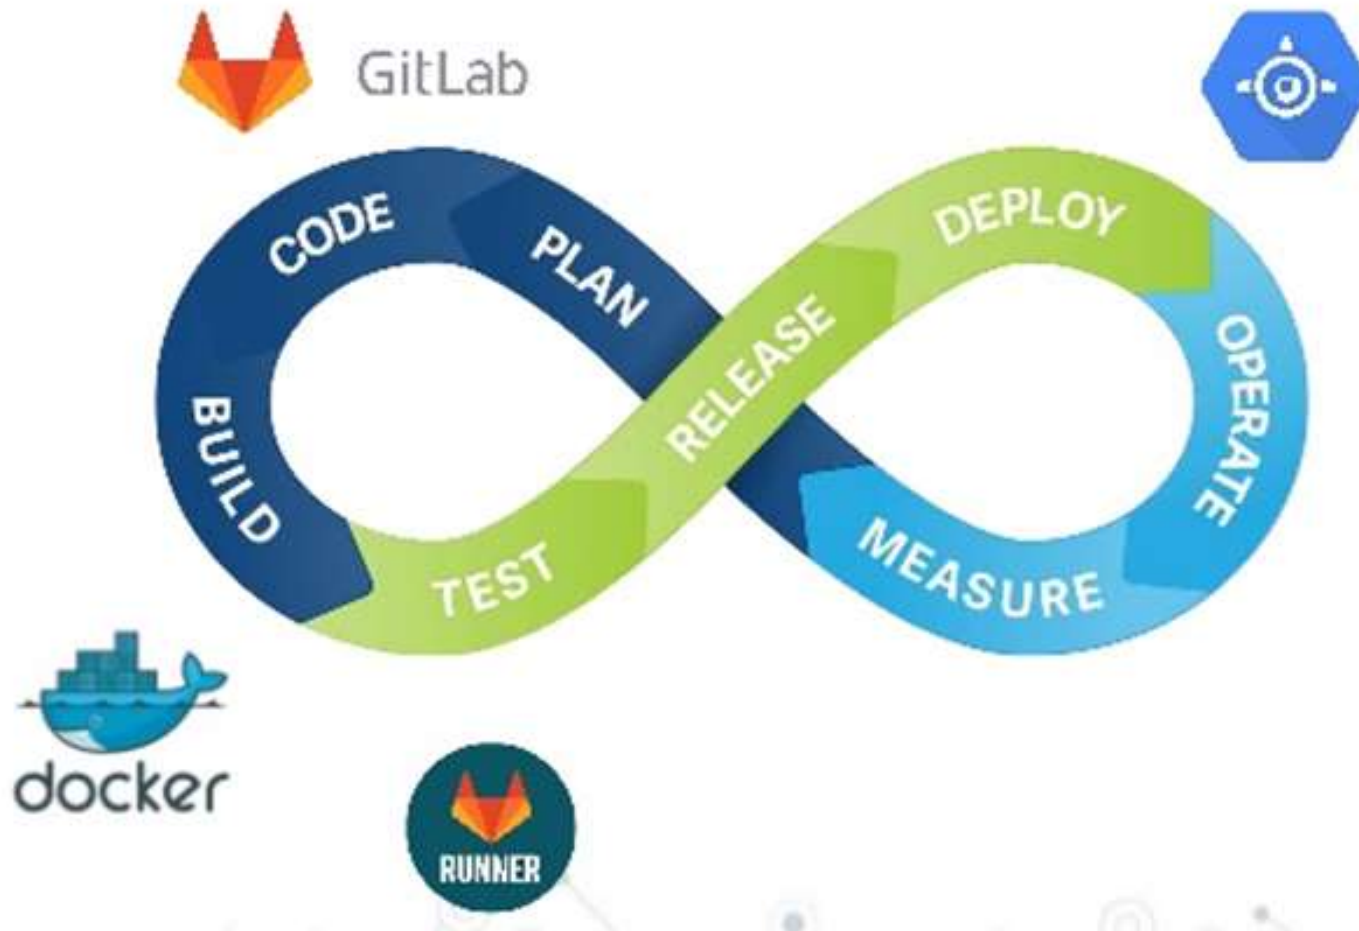 GitLab
CODE
PLAN
DEPLOY
RELEASE
OPERATE
BUILD
TEST
MEASURE
docker
RUNNER